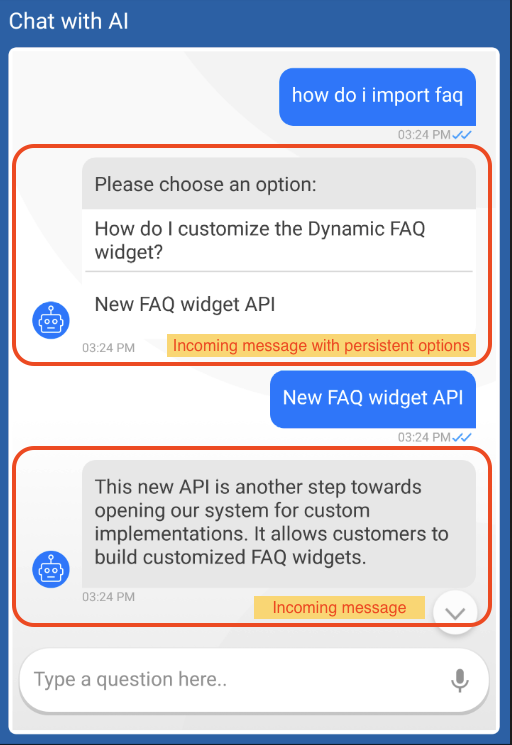 Chat with AI
how do i import faq
03:24 PM
Please choose an option:
How do I customize the Dynamic FAQ
widget?
New FAQ widget API
03:24 PM
Incoming message with persistent options
New FAQ widget API
03:24 PM
This new API is another step towards
opening our system for custom
implementations. It allows customers to
build customized FAQ widgets.
03:24 PM
Incoming message
Type a question here..